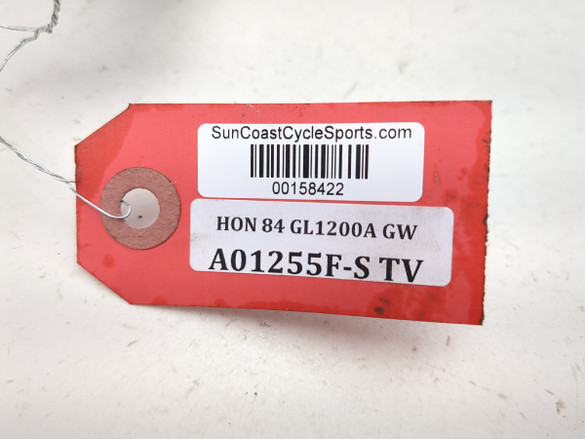 SunCoastCycleSports.com
00158422
HON 84 GL1200A GW
A01255F-S TV